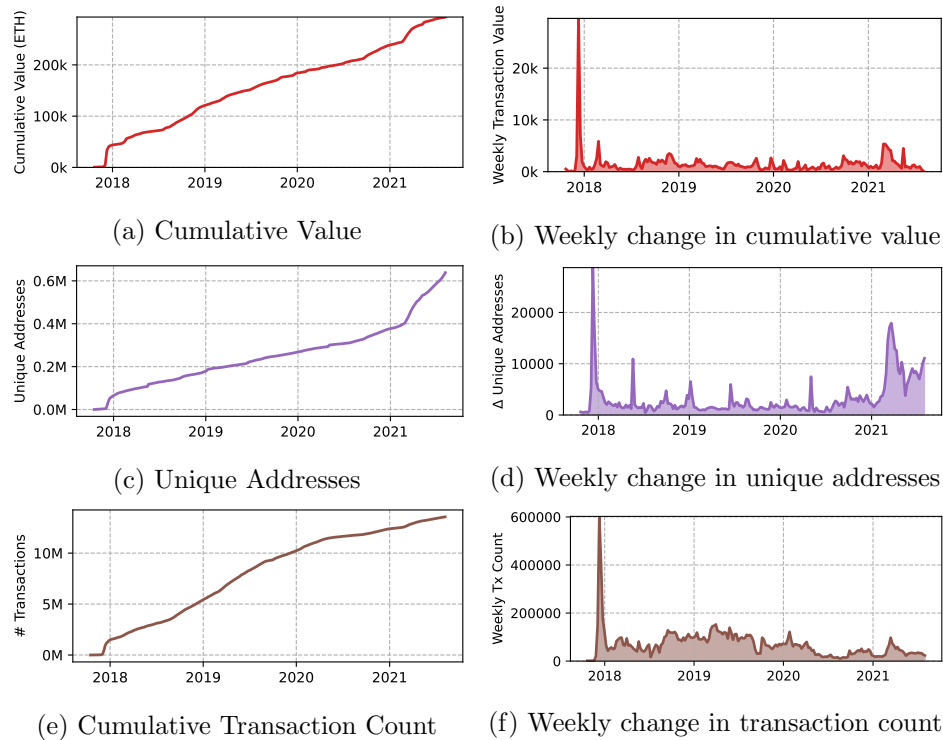 Cumulative Value (ETH)
200k
100k
0k
2018 2019 2020 2021
(a) Cumulative Value
Weekly Transaction Value
20k
10k
0k
2018 2019 2020 2021
(b) Weekly change in cumulative value
Unique Addresses
0.6M
0.4M
0.2M
0.0M
2018 2019 2020 2021
(c) Unique Addresses
Δ Unique Addresses
20000
10000
0
2018 2019 2020 2021
(d) Weekly change in unique addresses
# Transactions
10M
5M
0M
2018 2019 2020 2021
(e) Cumulative Transaction Count
Weekly Tx Count
600000
400000
200000
0
2018 2019 2020 2021
(f) Weekly change in transaction count